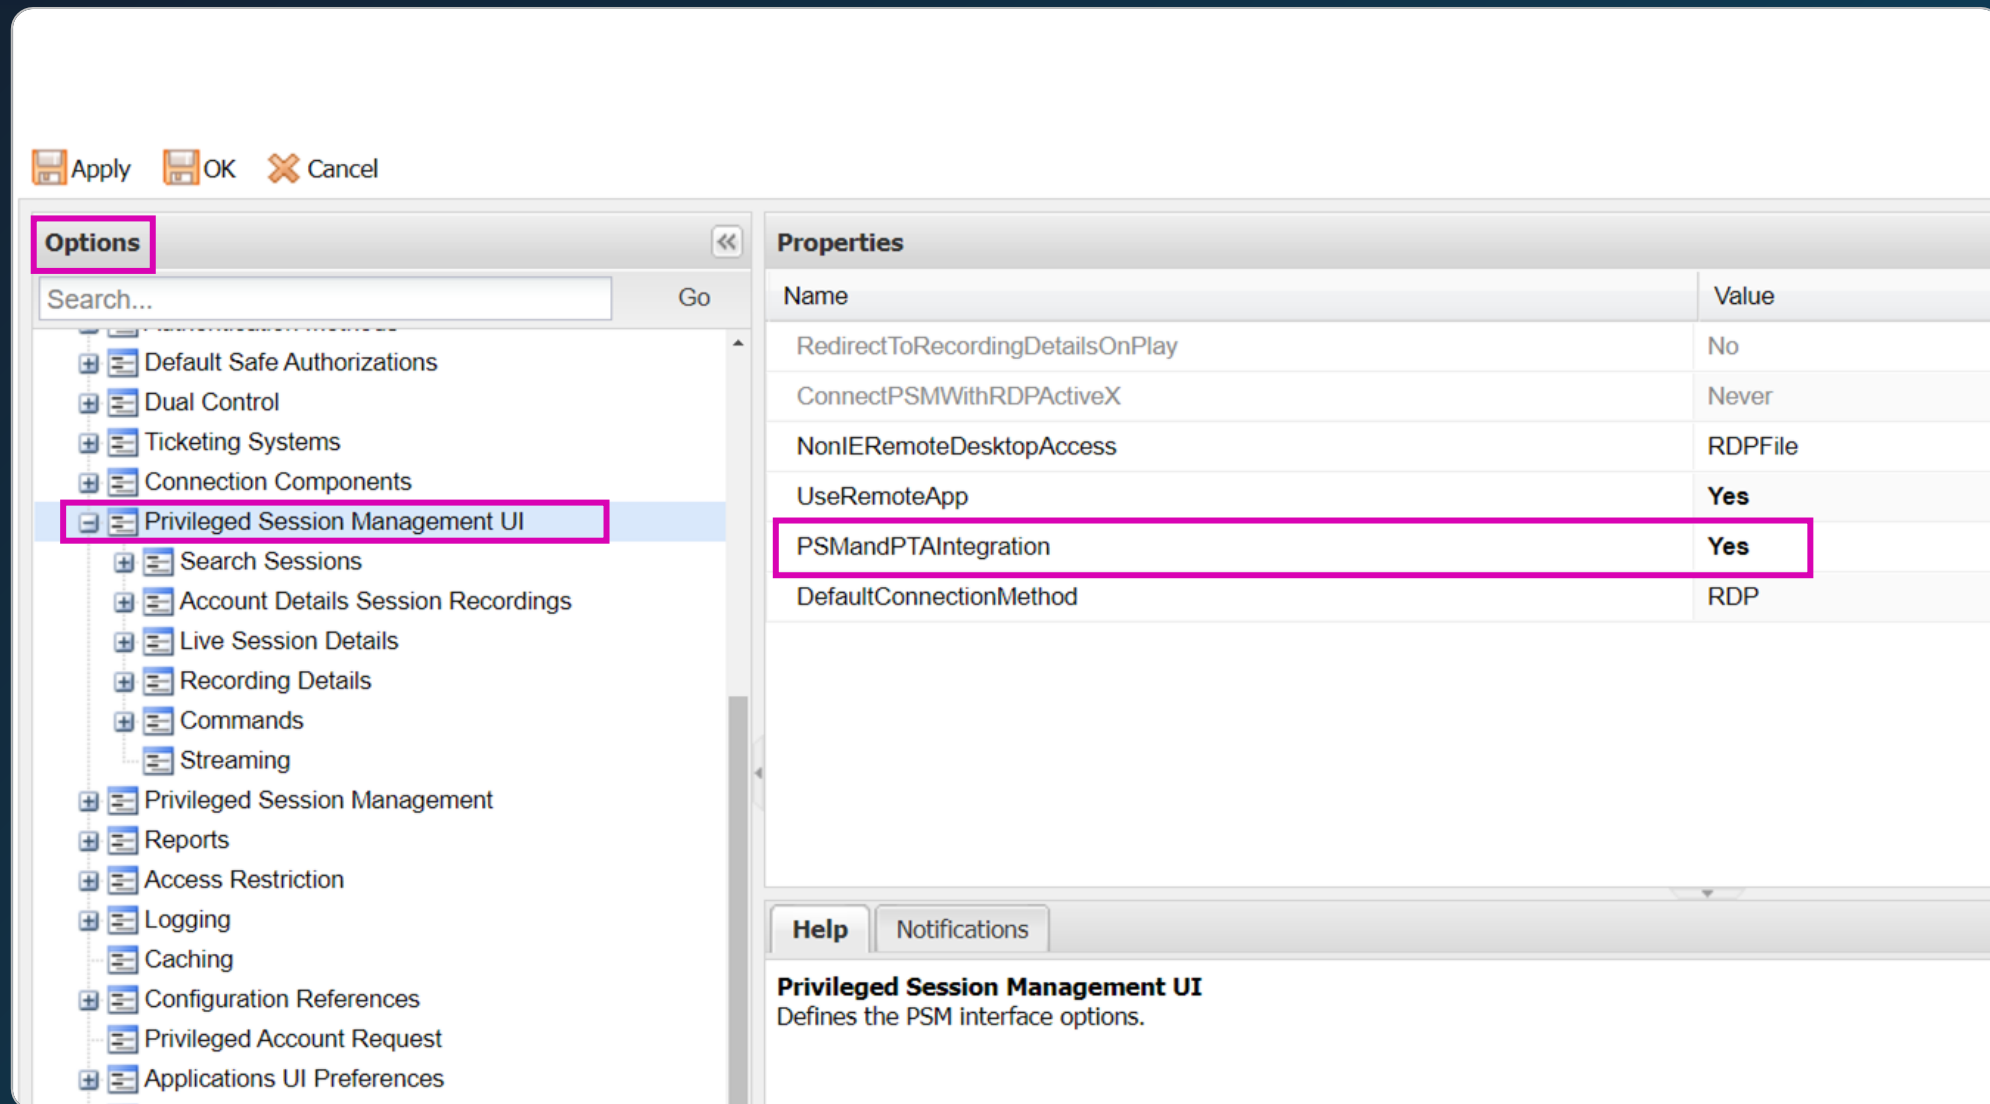 Apply OK Cancel
Options
Search... Go
Default Safe Authorizations
Dual Control
Ticketing Systems
Connection Components
Privileged Session Management UI
Search Sessions
Account Details Session Recordings
Live Session Details
Recording Details
Commands
Streaming
Privileged Session Management
Reports
Access Restriction
Logging
Caching
Configuration References
Privileged Account Request
Applications UI Preferences
Properties
Name Value
RedirectToRecordingDetailsOnPlay No
ConnectPSMWithRDPActiveX Never
NonIERemoteDesktopAccess RDPFile
UseRemoteApp Yes
PSMandPTAIntegration Yes
DefaultConnectionMethod RDP
Help Notifications
Privileged Session Management UI
Defines the PSM interface options.